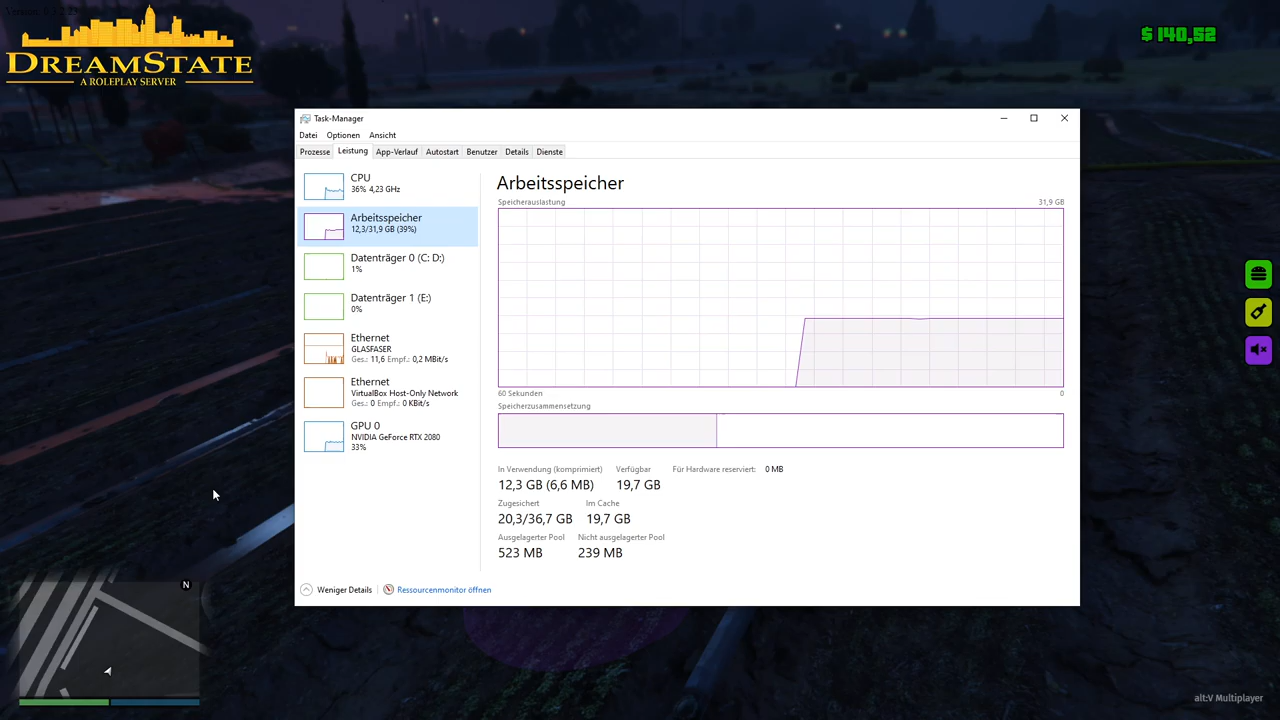 Version: 1.3.2.23
DREAMSTATE
A ROLEPLAY SERVER
$ 140,52
Task-Manager
Datei Optionen Ansicht
Prozesse Leistung App-Verlauf Autostart Benutzer Details Dienste
CPU
36% 4,23 GHz
Arbeitsspeicher
12,3/31,9 GB (39%)
Datenträger 0 (C: D:)
1%
Datenträger 1 (E:)
0%
Ethernet
GLASFASER
Ges.: 11,6 Empf.: 0,2 MBit/s
Ethernet
VirtualBox Host-Only Network
Ges.: 0 Empf.: 0 KBit/s
GPU 0
NVIDIA GeForce RTX 2080
33%
Arbeitsspeicher
Speicherauslastung 31,9 GB
60 Sekunden 0
Speicherzusammensetzung
In Verwendung (komprimiert) Verfügbar Für Hardware reserviert: 0 MB
12,3 GB (6,6 MB) 19,7 GB
Zugesichert Im Cache
20,3/36,7 GB 19,7 GB
Ausgelagerter Pool Nicht ausgelagerter Pool
523 MB 239 MB
Weniger Details Ressourcenmonitor öffnen
N
alt:V Multiplayer